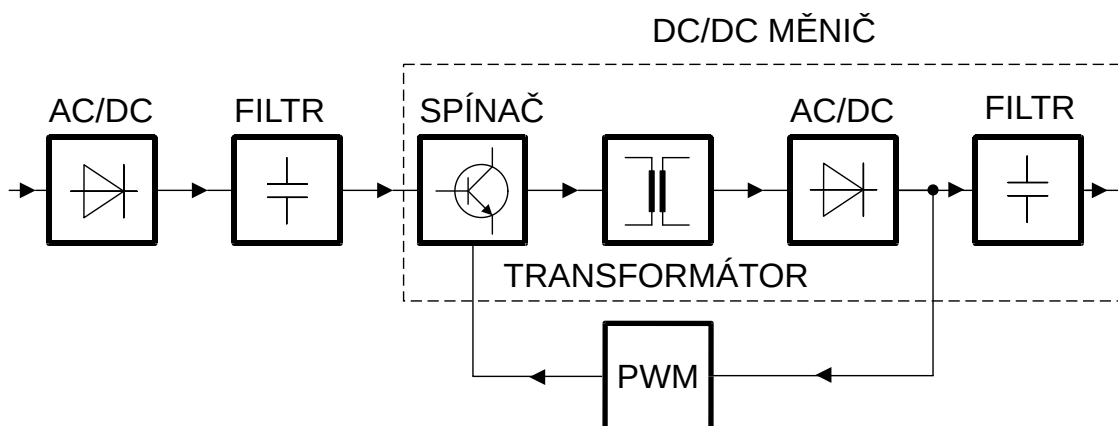 DC/DC MĚNIČ
AC/DC
FILTR
SPÍNAČ
AC/DC
FILTR
TRANSFORMÁTOR
PWM